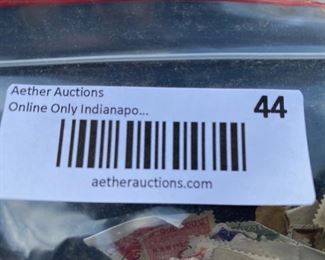 Aether Auctions
44
Online Only Indianapo...
aetherauctions.com